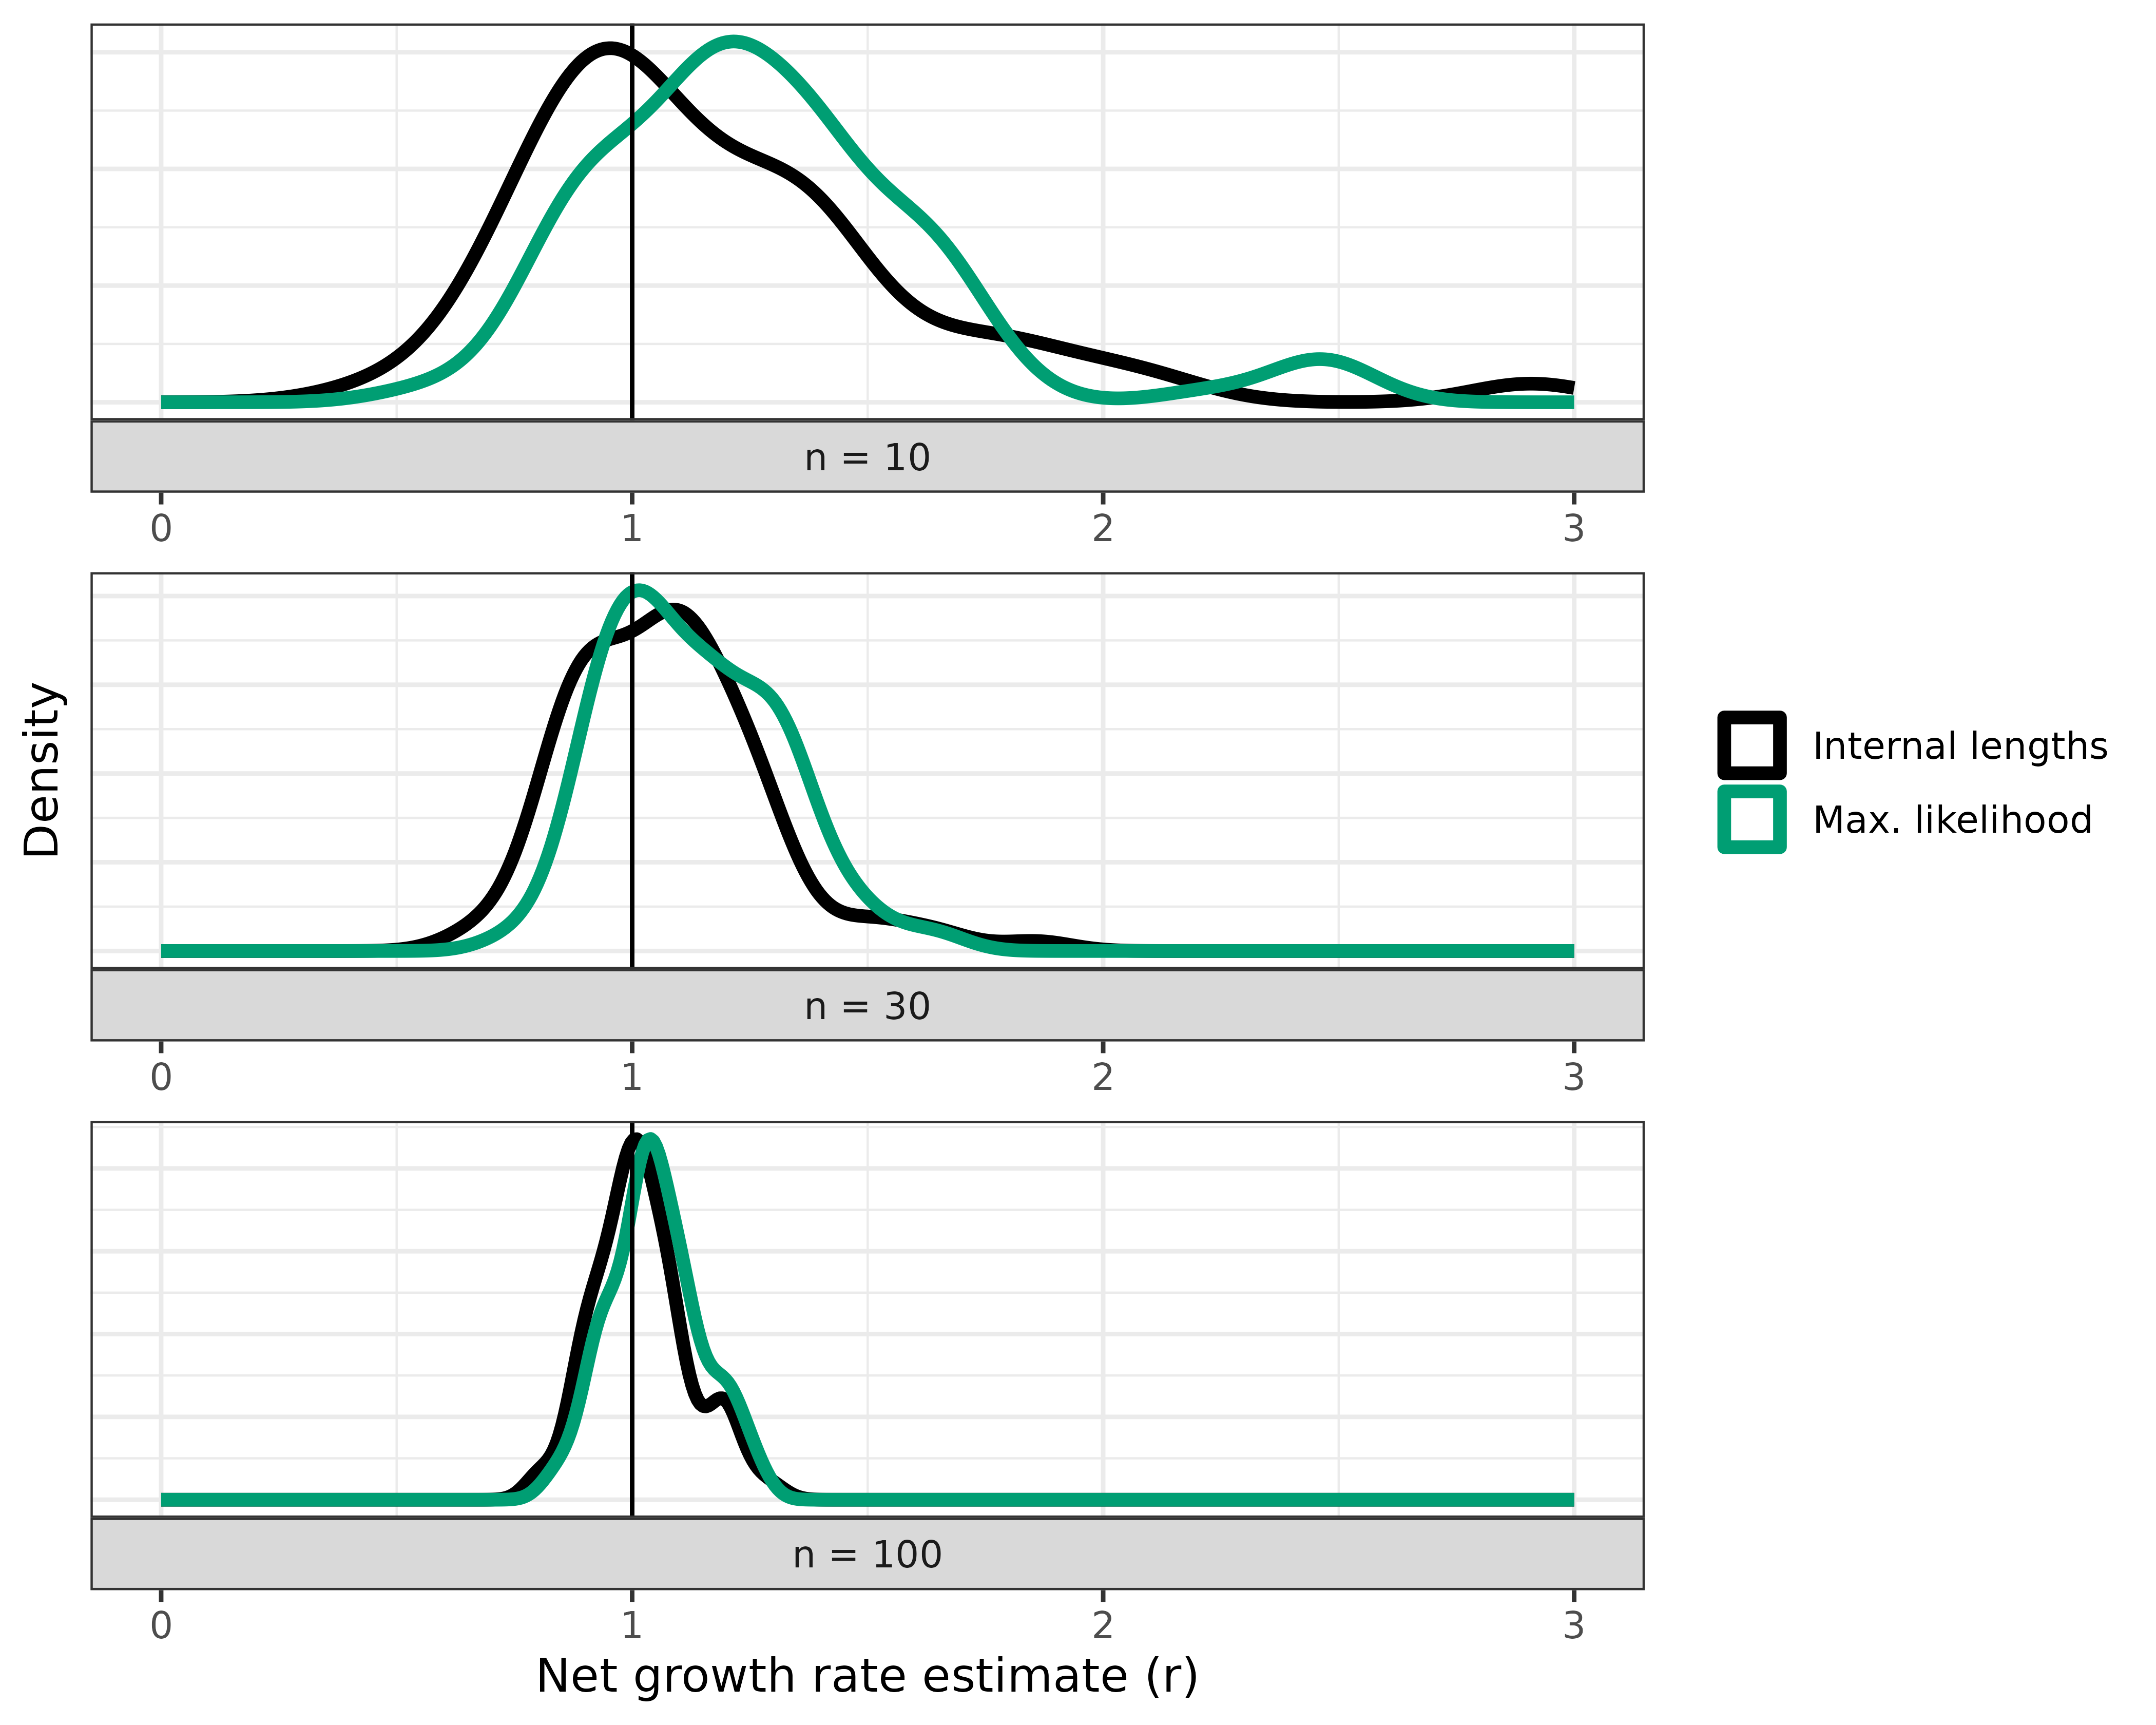 n = 10
0 1 2 3
n = 30
0 1 2 3
n = 100
0 1 2 3
Net growth rate estimate (r)
Density
Internal lengths
Max. likelihood